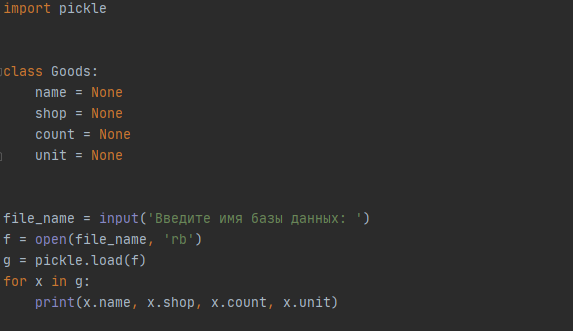 import pickle
class Goods:
    name = None
    shop = None
    count = None
    unit = None
file_name = input('Введите имя базы данных: ')
f = open(file_name, 'rb')
g = pickle.load(f)
for x in g:
    print(x.name, x.shop, x.count, x.unit)